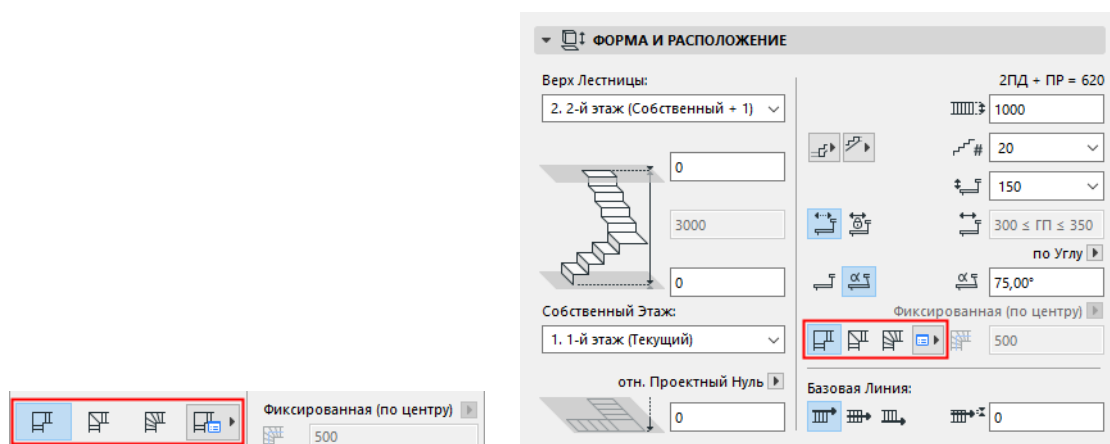 ФОРМА И РАСПОЛОЖЕНИЕ
Верх Лестницы:
2. 2-й этаж (Собственный + 1)
0
3000
0
Собственный Этаж:
1. 1-й этаж (Текущий)
отн. Проектный Нуль
0
2ПД + ПР = 620
1000
# 20
150
300 ≤ ГП ≤ 350
по Углу
α α 75,00°
Фиксированная (по центру)
500
Базовая Линия:
0
Фиксированная (по центру)
500